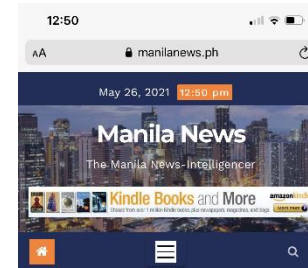 12:50
AA manilanews.ph
May 26, 2021 12:50 pm
Manila News
The Manila News-Intelligencer
Kindle Books and More
amazonkindle